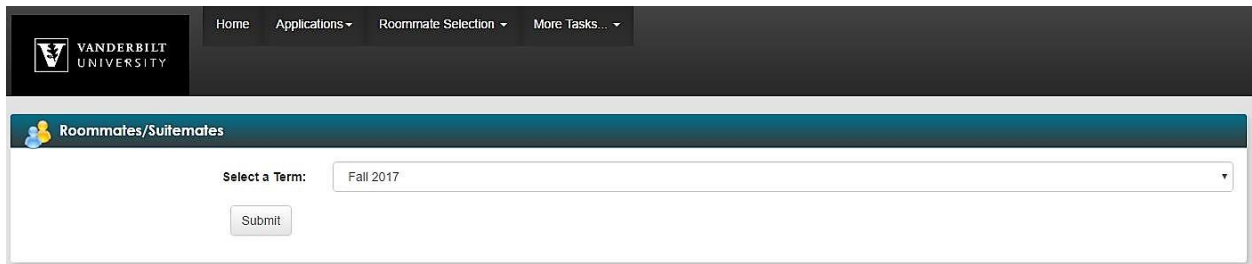 Home Applications Roommate Selection More Tasks...
VANDERBILT
UNIVERSITY
Roommates/Suitemates
Select a Term: Fall 2017
Submit